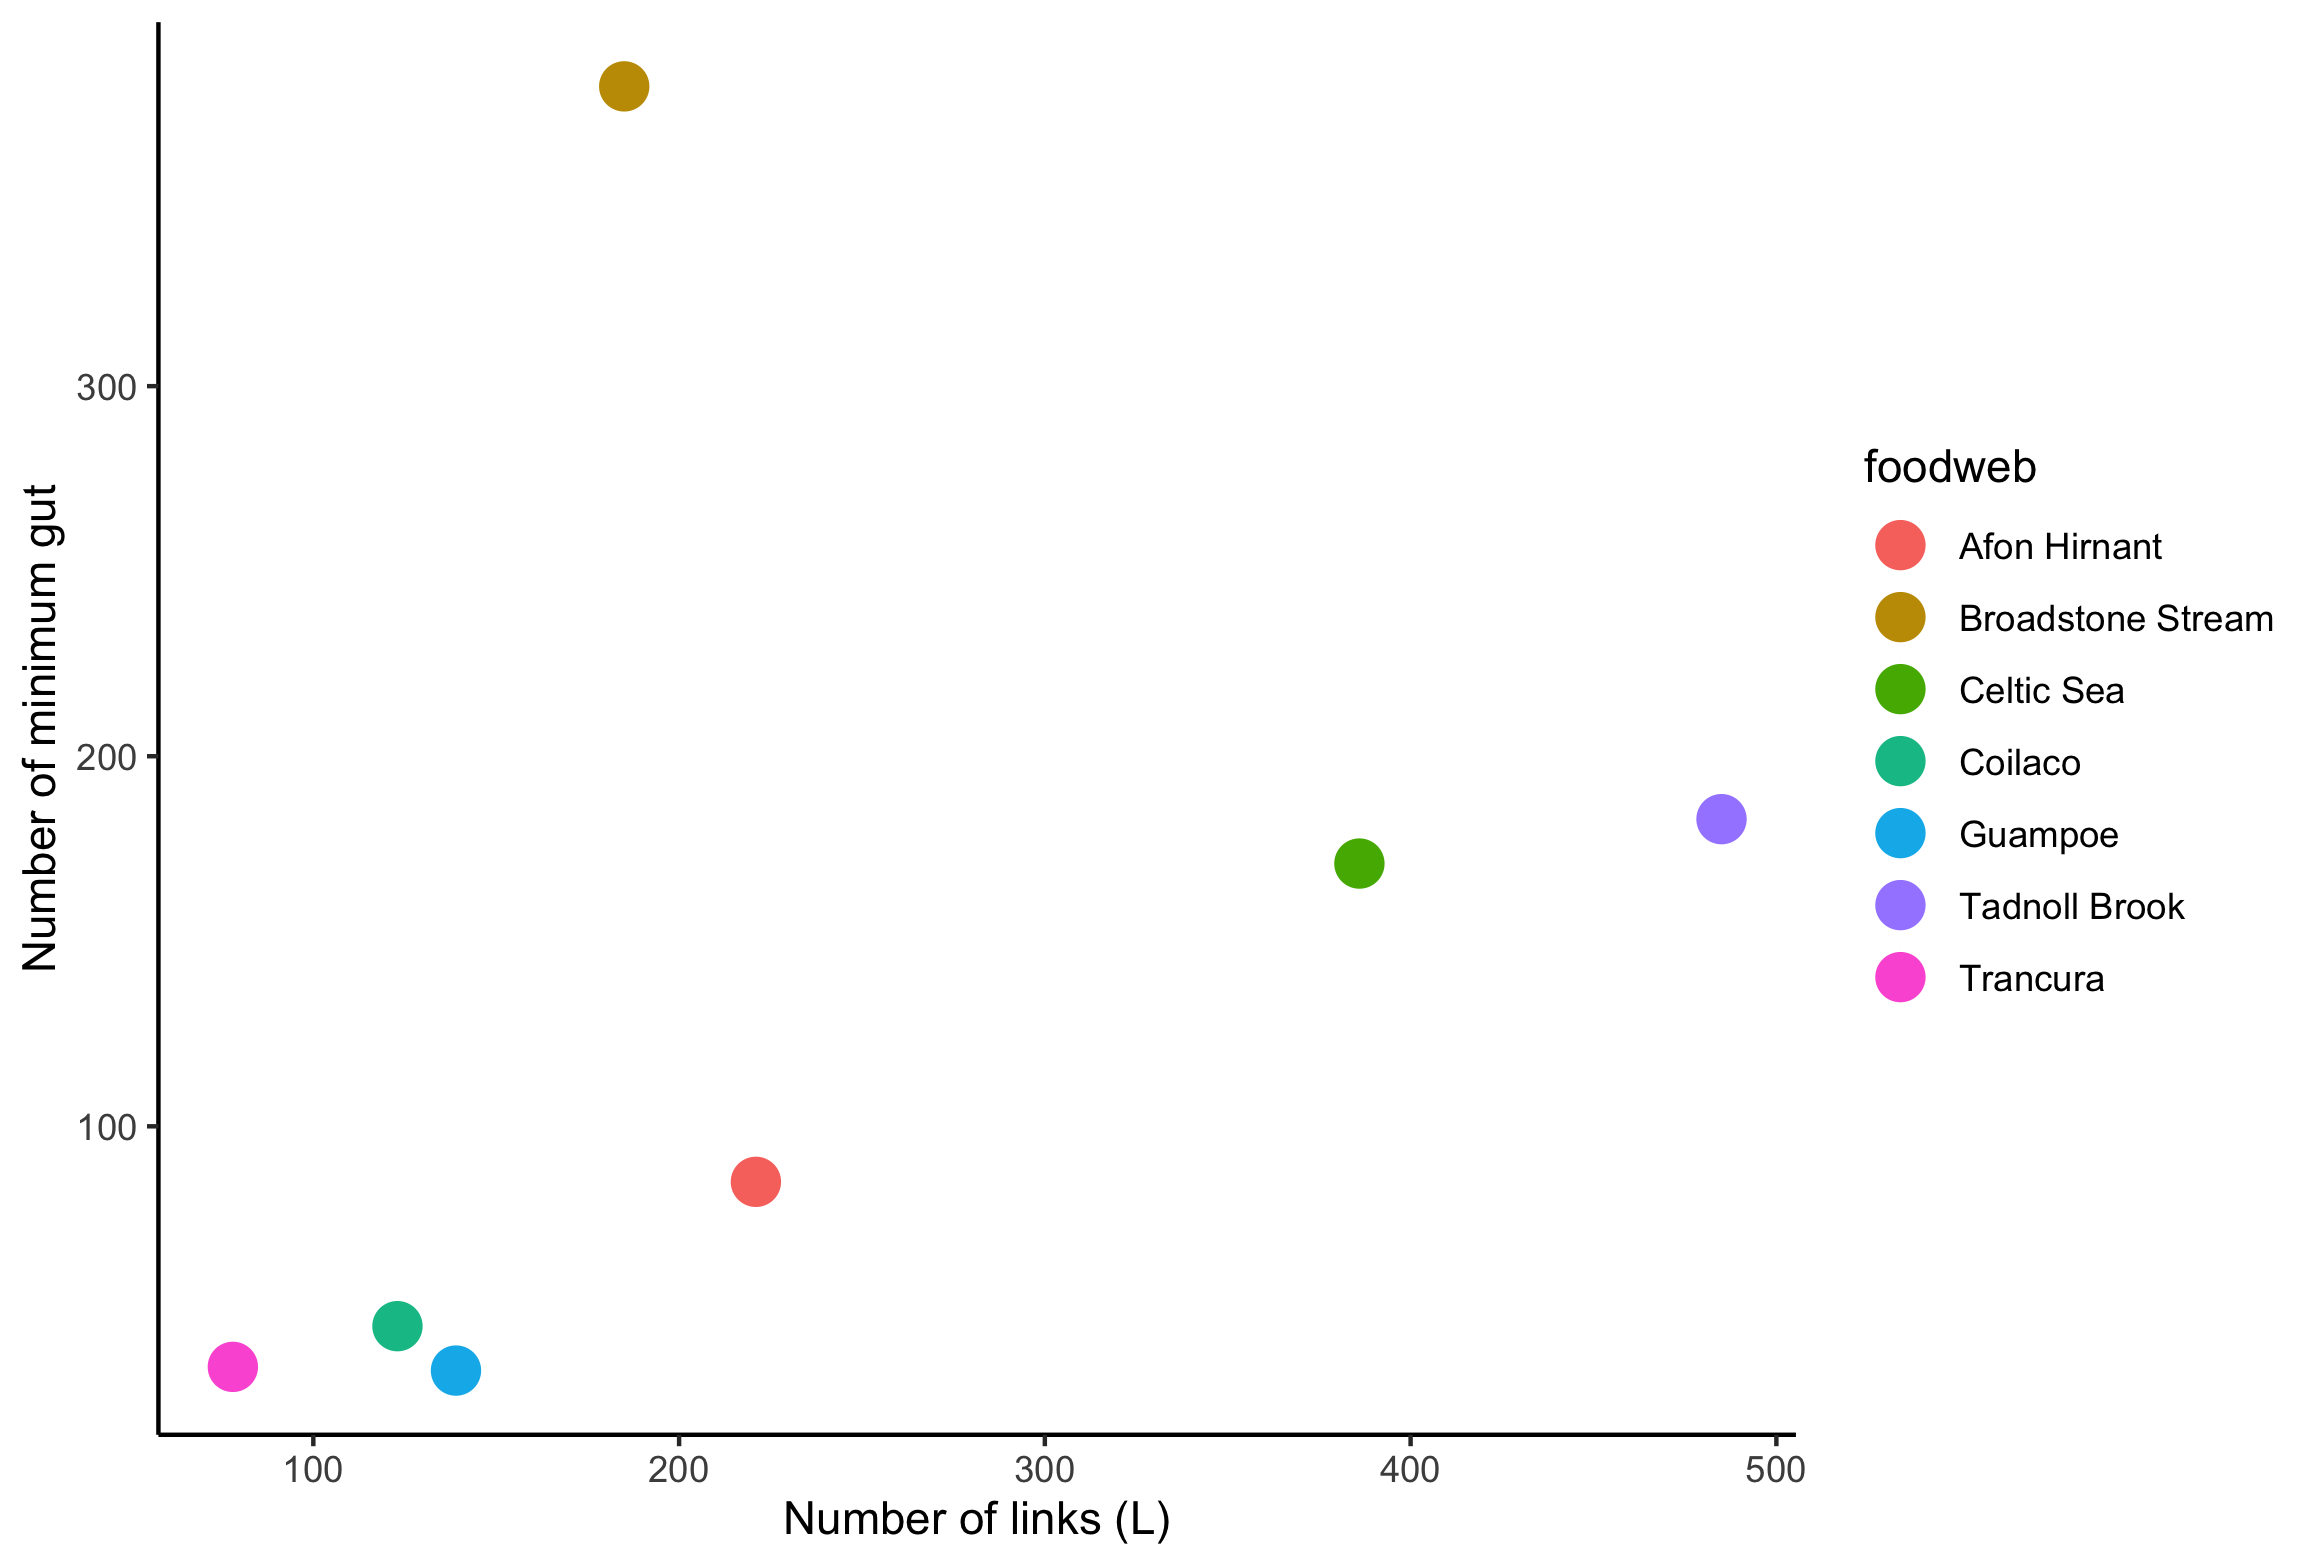 Number of minimum gut
300
200
100
100 200 300 400 500
Number of links (L)
foodweb
Afon Hirnant
Broadstone Stream
Celtic Sea
Coilaco
Guampoe
Tadnoll Brook
Trancura